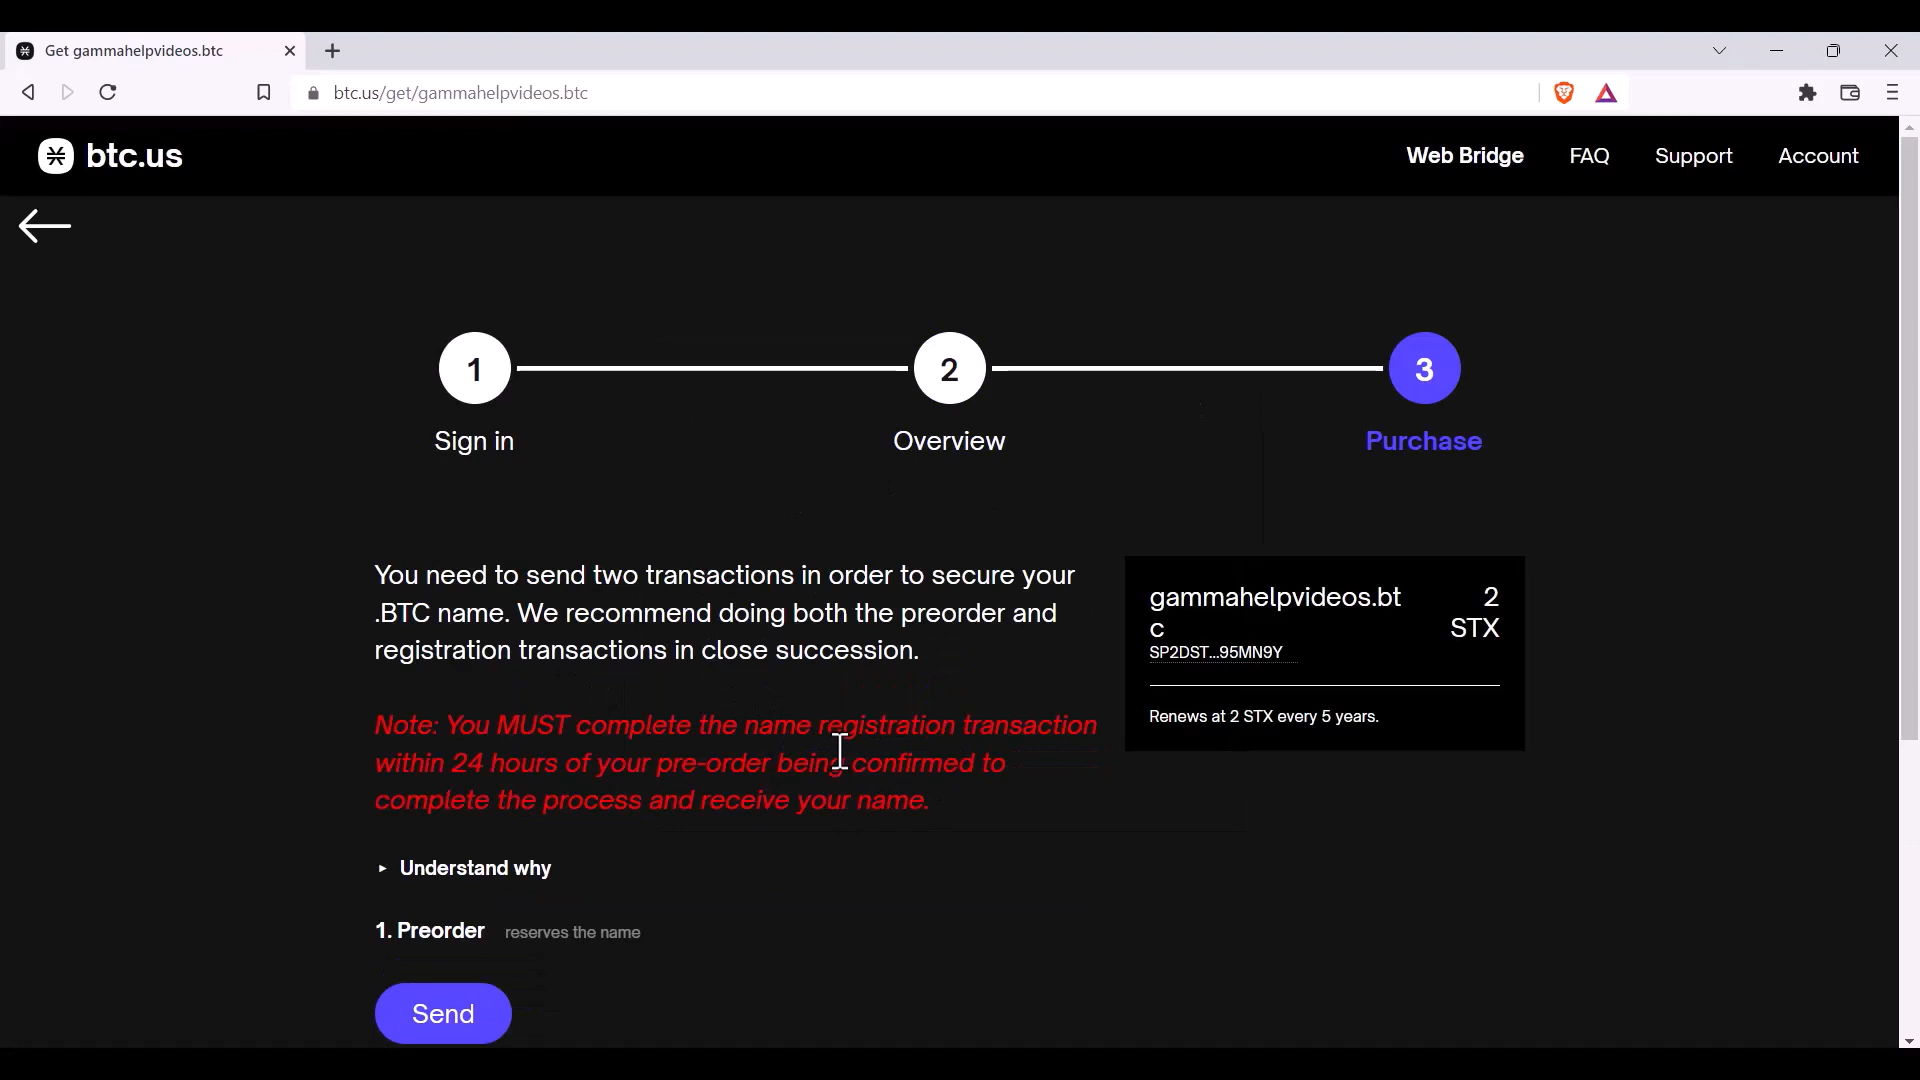 Get gammahelpvideos.btc
btc.us/get/gammahelpvideos.btc
btc.us
Web Bridge
FAQ
Support
Account
1
2
3
Sign in
Overview
Purchase
You need to send two transactions in order to secure your
.BTC name. We recommend doing both the preorder and
registration transactions in close succession.
Note: You MUST complete the name registration transaction
within 24 hours of your pre-order being confirmed to
complete the process and receive your name.
Understand why
1. Preorder reserves the name
Send
gammahelpvideos.bt
c
2
STX
SP2DST...95MN9Y
Renews at 2 STX every 5 years.